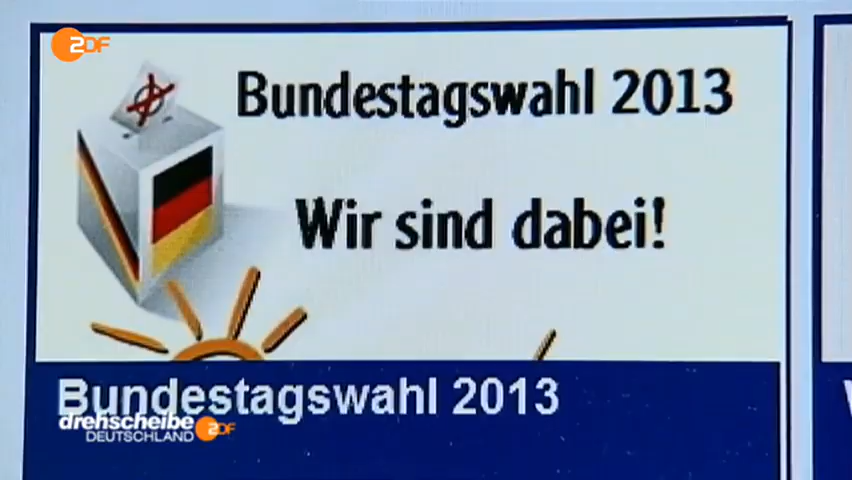 ZDF
Bundestagswahl 2013
Wir sind dabei!
Bundestagswahl 2013
drehscheibe
DEUTSCHLAND ZDF